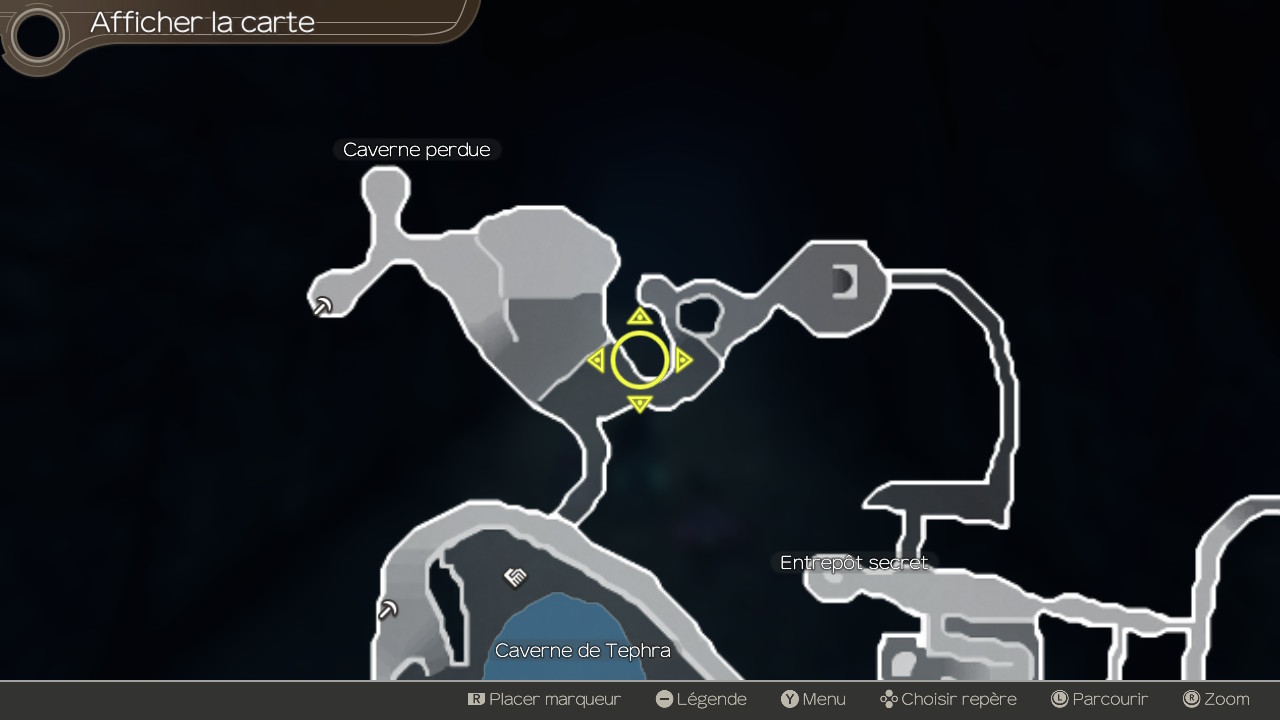 Afficher la carte
Caverne perdue
Entrepôt secret
Caverne de Tephra
R Placer marqueur − Légende Y Menu Choisir repère L Parcourir R Zoom